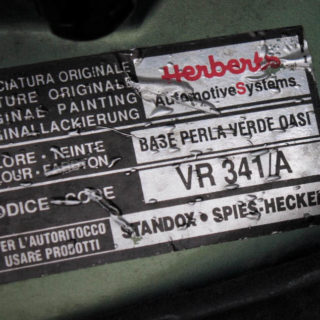 CIATURA ORIGINALE
TURE ORIGINALE
GINAL PAINTING
GINALLACKIERUNG
Herberts
AutomotiveSystems
LORE · TEINTE
LOUR · FARBTON
BASE PERLA VERDE OASI
ODICE · CODE
VR 341/A
ER L'AUTORITOCCO
USARE PRODOTTI
STANDOX · SPIES-HECKER